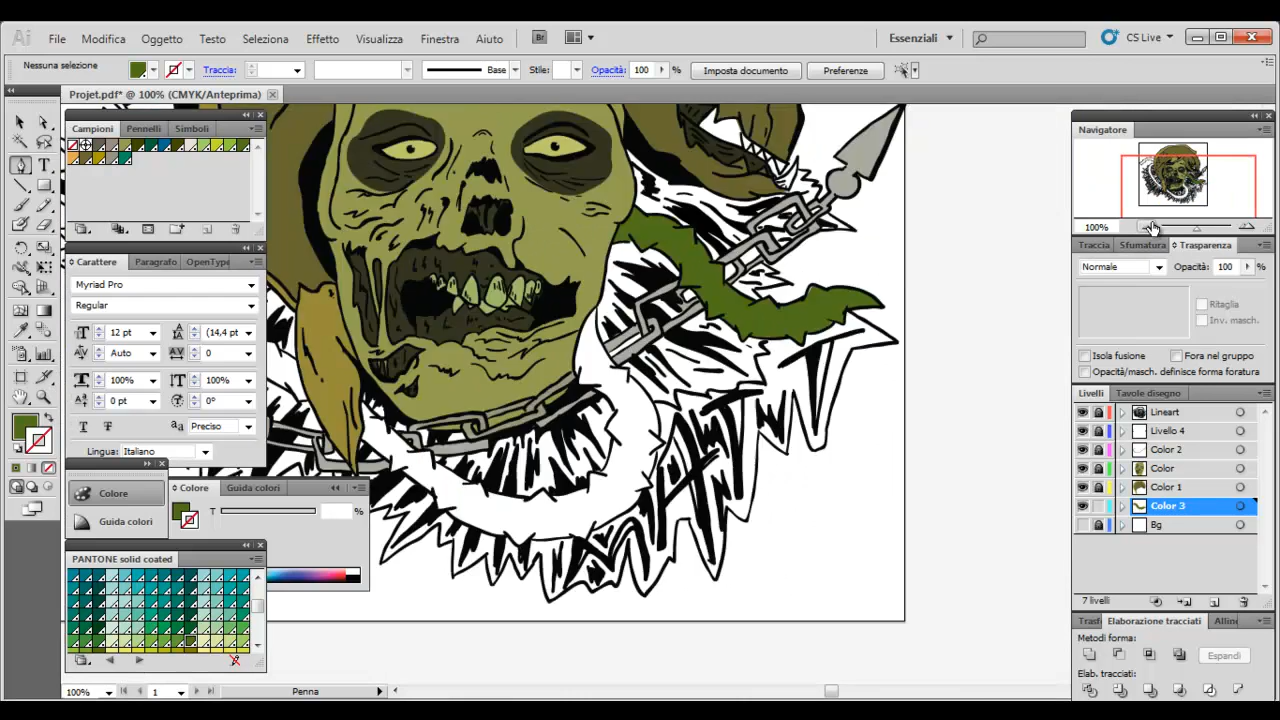 Ai File Modifica Oggetto Testo Seleziona Effetto Visualizza Finestra Aiuto Br Essenziali CS Live
Nessuna selezione Traccia: Base Stile: Opacità: 100 % Imposta documento Preferenze
Projet.pdf* @ 100% (CMYK/Anteprima)
Campioni Pennelli Simboli
Carattere Paragrafo OpenType
Myriad Pro
Regular
12 pt (14,4 pt
Auto 0
100% 100%
0 pt 0°
Preciso
Lingua: Italiano
Colore
Guida colori
Colore Guida colori
T %
PANTONE solid coated
100% 1 Penna
Navigatore
100%
Traccia Sfumatura Trasparenza
Normale Opacità: 100
Ritaglia
Inv. masch.
Isola fusione Fora nel gruppo
Opacità/masch. definisce forma foratura
Livelli Tavole disegno
Lineart
Livello 4
Color 2
Color
Color 1
Color 3
Bg
7 livelli
Trasf Elaborazione tracciati Allin
Metodi forma:
Espandi
Elab. tracciati: